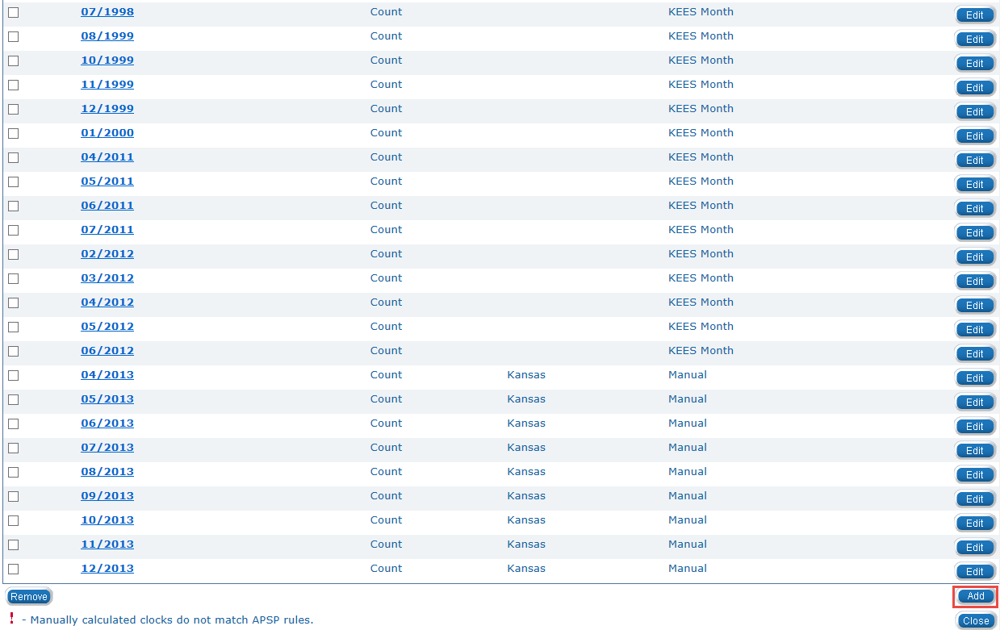 07/1998 Count KEES Month Edit
08/1999 Count KEES Month Edit
10/1999 Count KEES Month Edit
11/1999 Count KEES Month Edit
12/1999 Count KEES Month Edit
01/2000 Count KEES Month Edit
04/2011 Count KEES Month Edit
05/2011 Count KEES Month Edit
06/2011 Count KEES Month Edit
07/2011 Count KEES Month Edit
02/2012 Count KEES Month Edit
03/2012 Count KEES Month Edit
04/2012 Count KEES Month Edit
05/2012 Count KEES Month Edit
06/2012 Count KEES Month Edit
04/2013 Count Kansas Manual Edit
05/2013 Count Kansas Manual Edit
06/2013 Count Kansas Manual Edit
07/2013 Count Kansas Manual Edit
08/2013 Count Kansas Manual Edit
09/2013 Count Kansas Manual Edit
10/2013 Count Kansas Manual Edit
11/2013 Count Kansas Manual Edit
12/2013 Count Kansas Manual Edit
Remove Add
! - Manually calculated clocks do not match APSP rules. Close